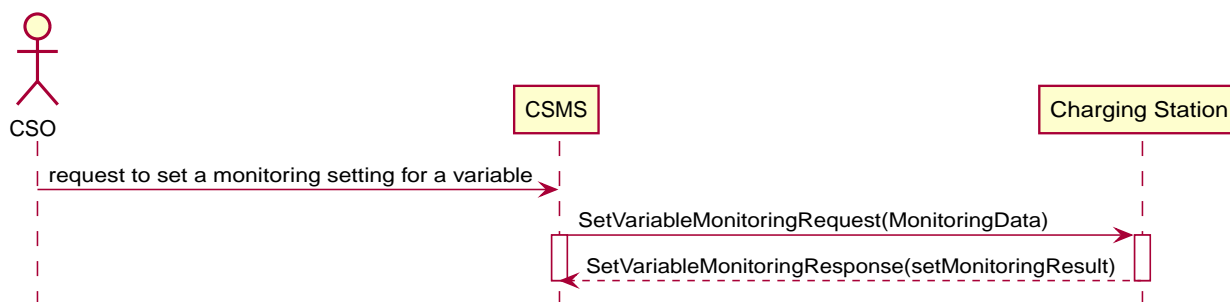 CSO
CSMS
Charging Station
request to set a monitoring setting for a variable
SetVariableMonitoringRequest(MonitoringData)
SetVariableMonitoringResponse(setMonitoringResult)